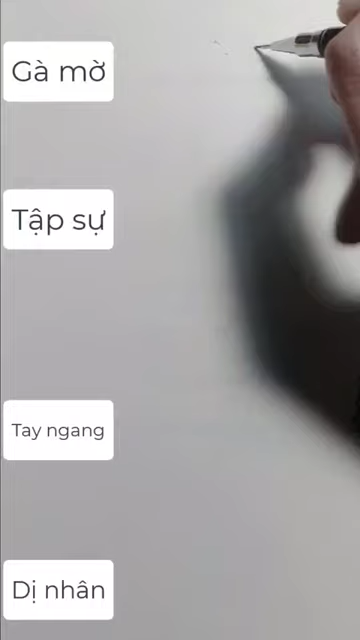 Gà mờ
Tập sự
Tay ngang
Dị nhân